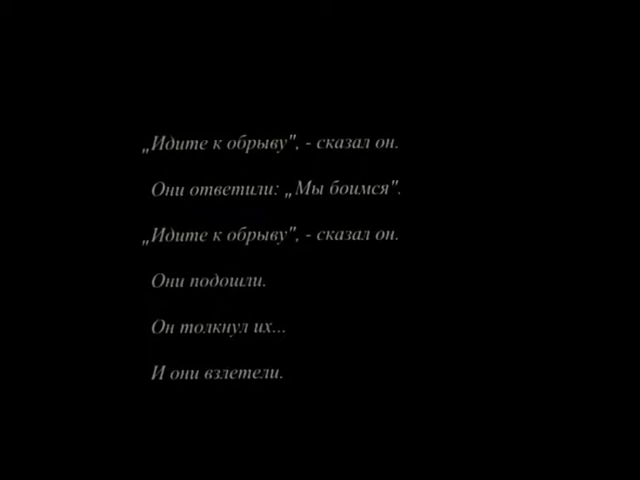 „Идите к обрыву", - сказал он.
Они ответили: „Мы боимся".
„Идите к обрыву", - сказал он.
Они подошли.
Он толкнул их...
И они взлетели.